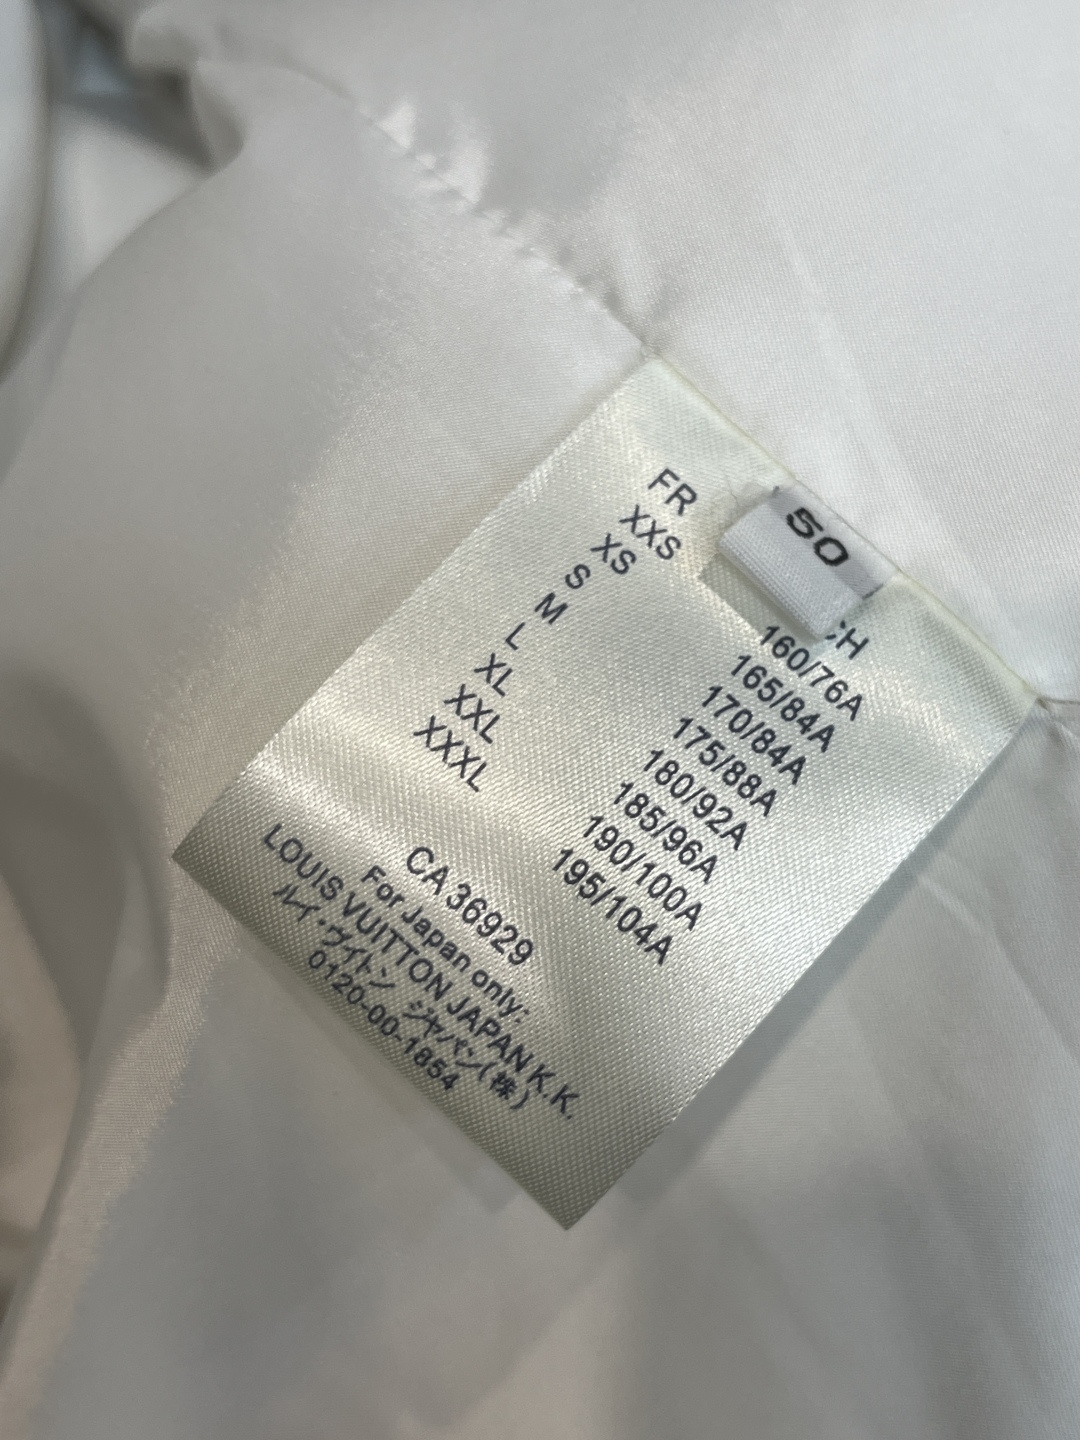 50
FR CH
XXS 160/76A
XS 165/84A
S 170/84A
M 175/88A
L 180/92A
XL 185/96A
XXL 190/100A
XXXL 195/104A
CA 36929
For Japan only:
LOUIS VUITTON JAPAN K.K.
ルイ・ヴィトン ジャパン(株)
0120-00-1854